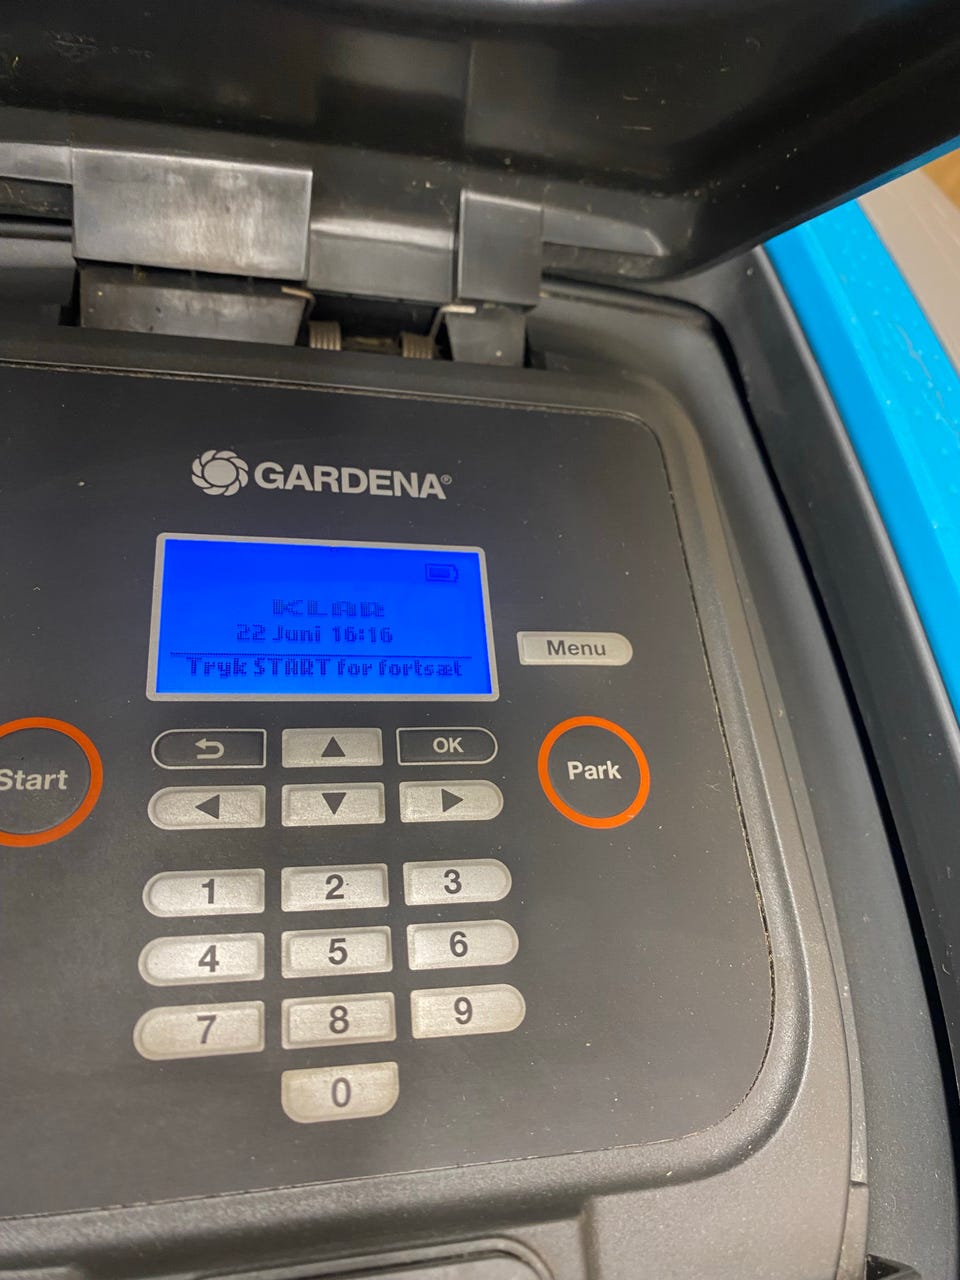 GARDENA®
KLAR
22 Juni 16:16
Tryk START for fortsæt
Menu
Start
OK
Park
1 2 3
4 5 6
7 8 9
0